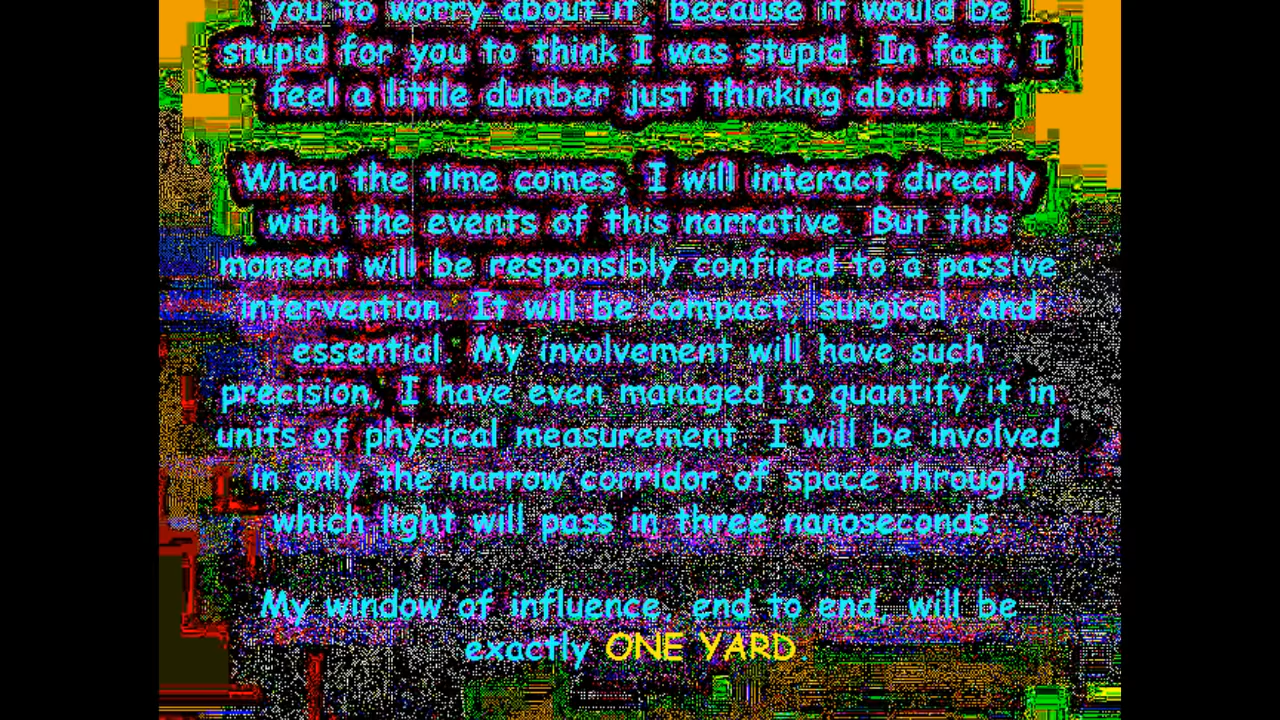 you to worry about it, because it would be
stupid for you to think I was stupid. In fact, I
feel a little dumber just thinking about it.
When the time comes, I will interact directly
with the events of this narrative. But this
moment will be responsibly confined to a passive
intervention. It will be compact, surgical, and
essential. My involvement will have such
precision, I have even managed to quantify it in
units of physical measurement. I will be involved
in only the narrow corridor of space through
which light will pass in three nanoseconds.
My window of influence, end to end, will be
exactly ONE YARD.